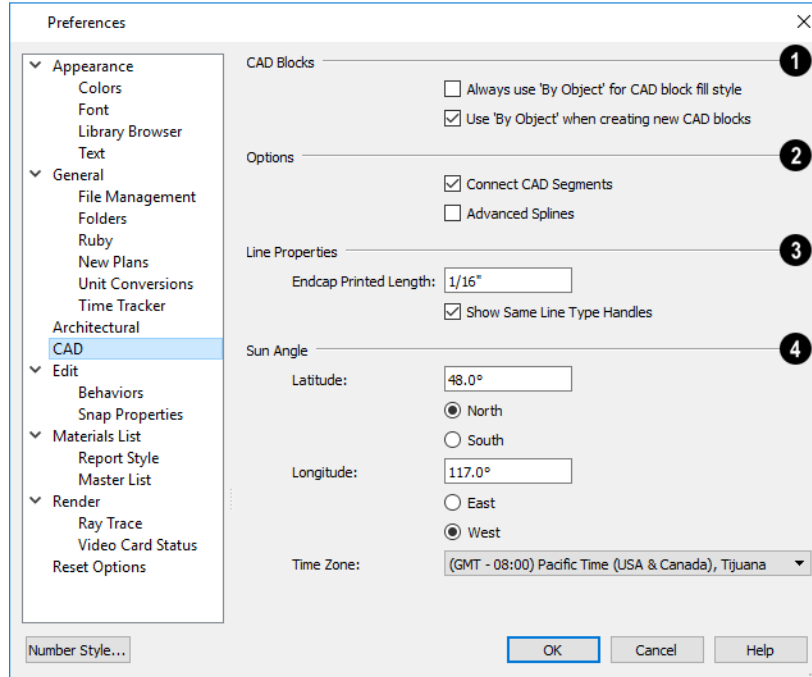 Preferences
Appearance
Colors
Font
Library Browser
Text
General
File Management
Folders
Ruby
New Plans
Unit Conversions
Time Tracker
Architectural
CAD
Edit
Behaviors
Snap Properties
Materials List
Report Style
Master List
Render
Ray Trace
Video Card Status
Reset Options
CAD Blocks 1
Always use 'By Object' for CAD block fill style
Use 'By Object' when creating new CAD blocks
Options 2
Connect CAD Segments
Advanced Splines
Line Properties 3
Endcap Printed Length: 1/16"
Show Same Line Type Handles
Sun Angle 4
Latitude: 48.0°
North
South
Longitude: 117.0°
East
West
Time Zone: (GMT - 08:00) Pacific Time (USA & Canada), Tijuana
Number Style... OK Cancel Help